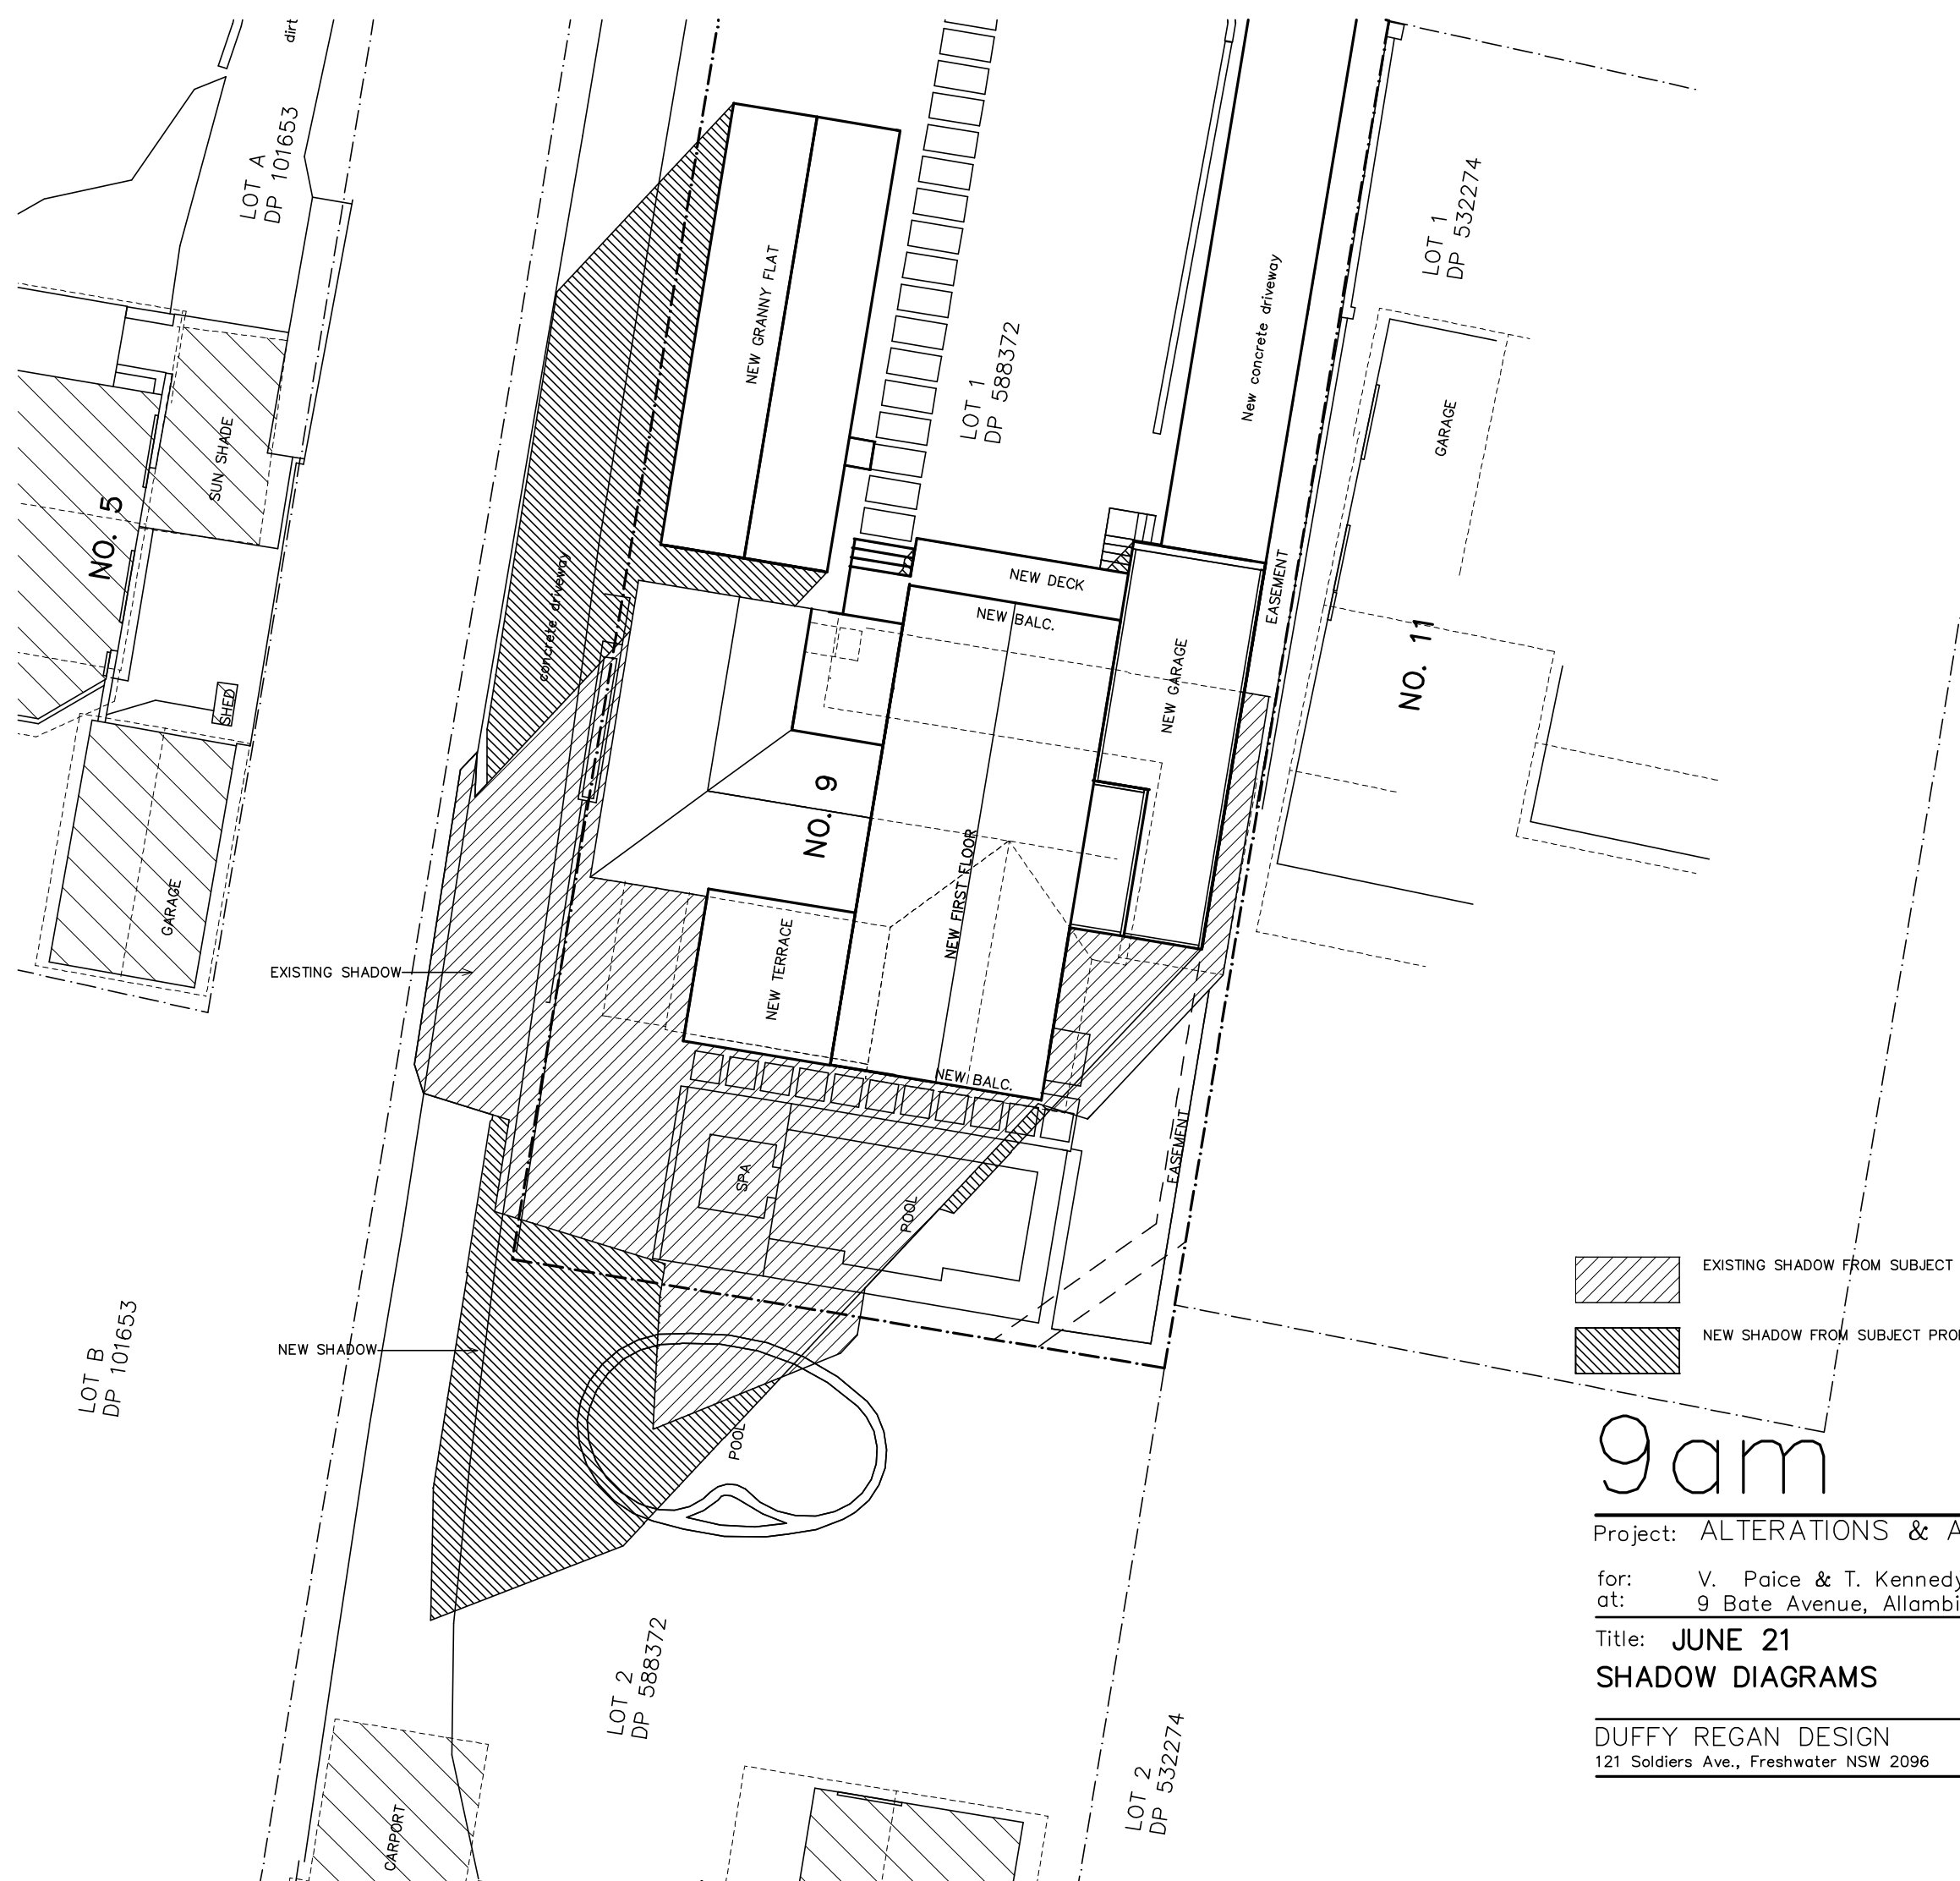 dirt
LOT A
DP 101653
NEW GRANNY FLAT
LOT 1
DP 588372
New concrete driveway
LOT 1
DP 532274
GARAGE
SUN SHADE
NO. 5
concrete driveway
NEW DECK
NEW BALC.
EASEMENT
NEW GARAGE
NO. 11
SHED
NO. 9
GARAGE
NEW FIRST FLOOR
NEW TERRACE
EXISTING SHADOW
NEW BALC.
EASEMENT
SPA
POOL
EXISTING SHADOW FROM SUBJECT
NEW SHADOW FROM SUBJECT
LOT B
DP 101653
NEW SHADOW
POOL
9am
Project: ALTERATIONS &
for: V. Paice & T. Kennedy
at: 9 Bate Avenue,
Title: JUNE 21
SHADOW DIAGRAMS
DUFFY REGAN DESIGN
121 Soldiers Ave., Freshwater NSW 2096
LOT 2
DP 588372
LOT 2
DP 532274
CARPORT